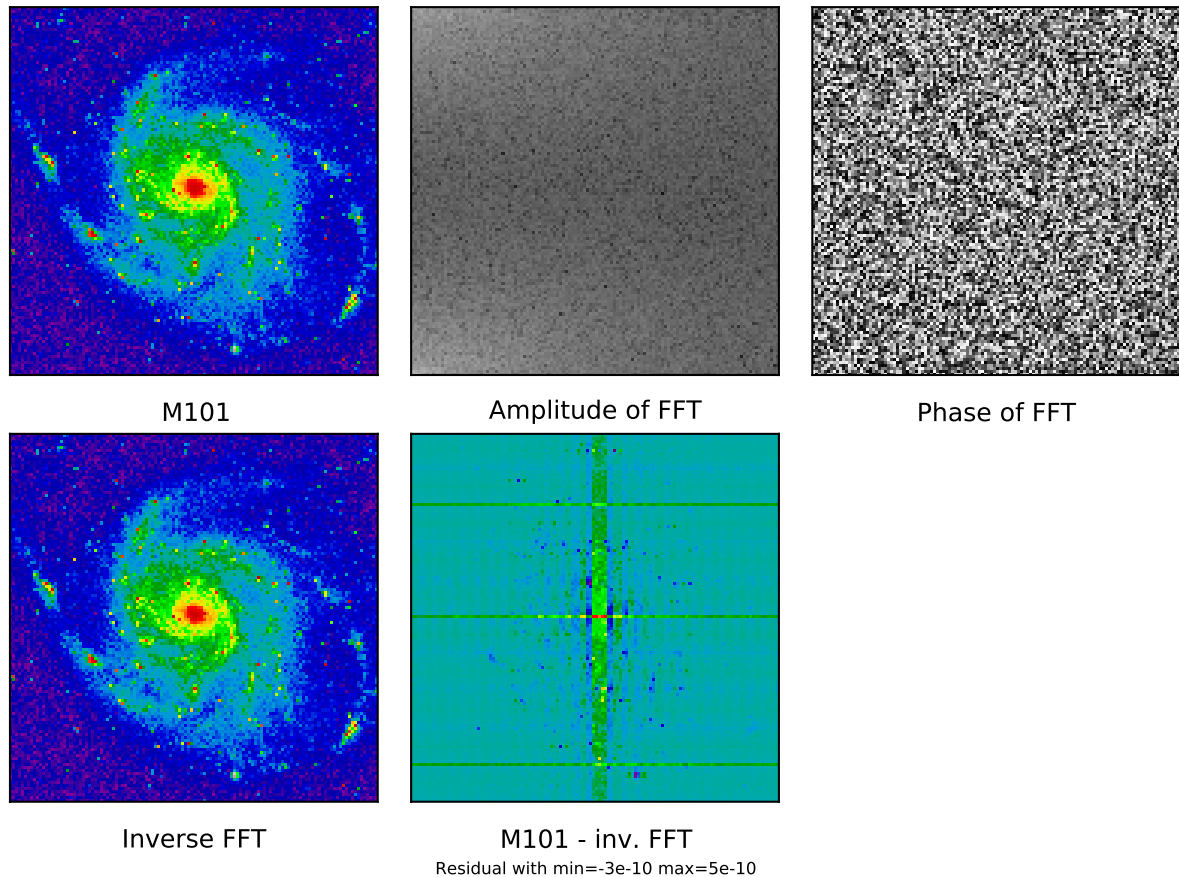 M101
Amplitude of FFT
Phase of FFT
Inverse FFT
M101 - inv. FFT
Residual with min=-3e-10 max=5e-10